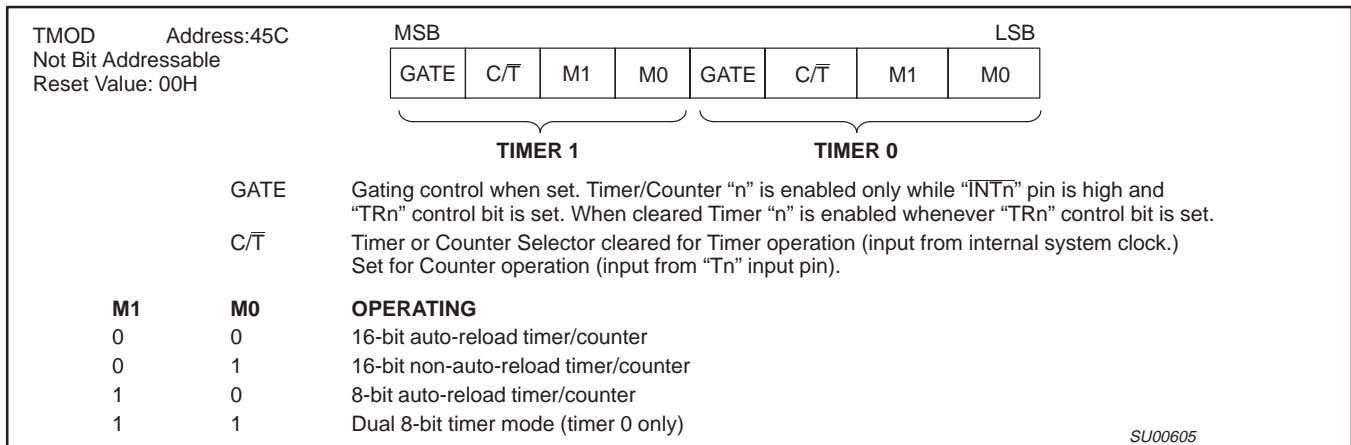 TMOD Address:45C
Not Bit Addressable
Reset Value: 00H
MSB LSB
GATE C/T̅ M1 M0 GATE C/T̅ M1 M0
TIMER 1 TIMER 0
GATE Gating control when set. Timer/Counter “n” is enabled only while “I̅N̅T̅n̅” pin is high and
“TRn” control bit is set. When cleared Timer “n” is enabled whenever “TRn” control bit is set.
C/T̅ Timer or Counter Selector cleared for Timer operation (input from internal system clock.)
Set for Counter operation (input from “Tn” input pin).
M1 M0 OPERATING
0 0 16-bit auto-reload timer/counter
0 1 16-bit non-auto-reload timer/counter
1 0 8-bit auto-reload timer/counter
1 1 Dual 8-bit timer mode (timer 0 only)
SU00605